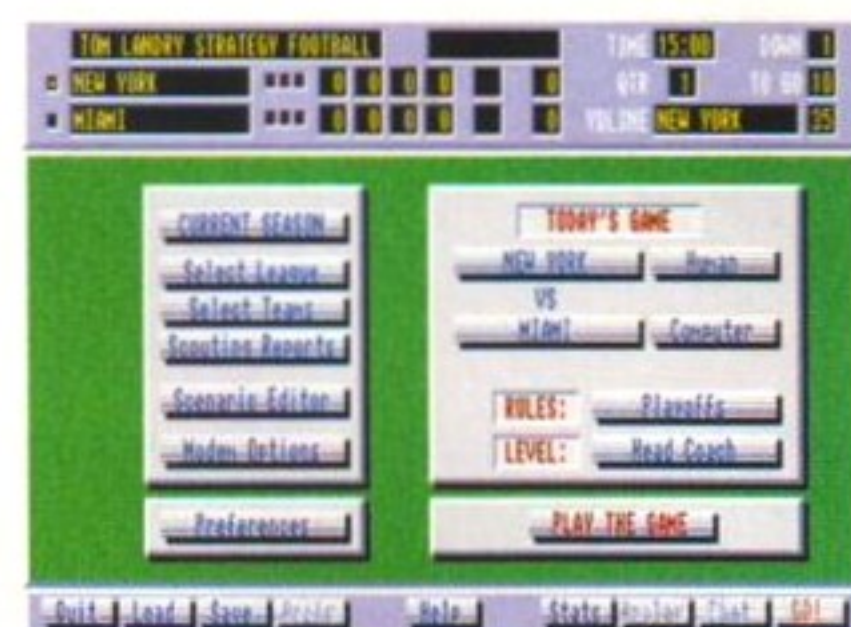 TOM LANDRY STRATEGY FOOTBALL
TIME 15:00 DOWN 1
NEW YORK 0 0 0 0 0 QTR 1 TO GO 10
MIAMI 0 0 0 0 0 YDLINE NEW YORK 35
CURRENT SEASON
Select League
Select Teams
Scouting Reports
Scenario Editor
Modem Options
Preferences
TODAY'S GAME
NEW YORK Human
VS
MIAMI Computer
RULES: Playoffs
LEVEL: Head Coach
PLAY THE GAME
Quit Load Save Help Stats Replay Chat GO!